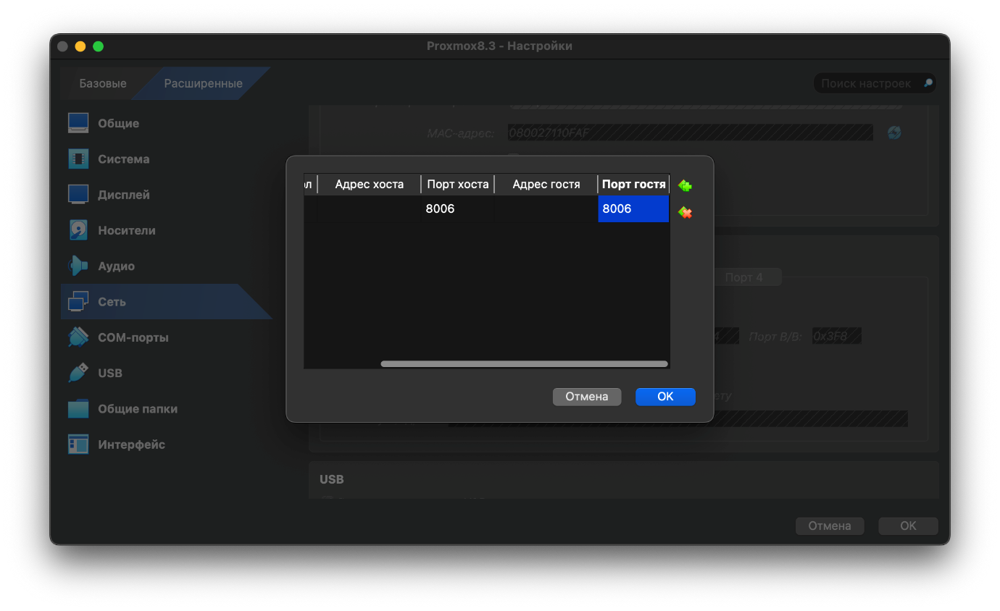 Proxmox8.3 - Настройки
Базовые
Расширенные
Поиск настроек
Общие
Система
Дисплей
Носители
Аудио
Сеть
COM-порты
USB
Общие папки
Интерфейс
MAC-адрес:
080027110FAF
ол Адрес хоста Порт хоста Адрес гостя Порт гостя
8006 8006
Отмена
OK
Порт 4
4 Порт В/В: 0x3F8
USB
Отмена
OK